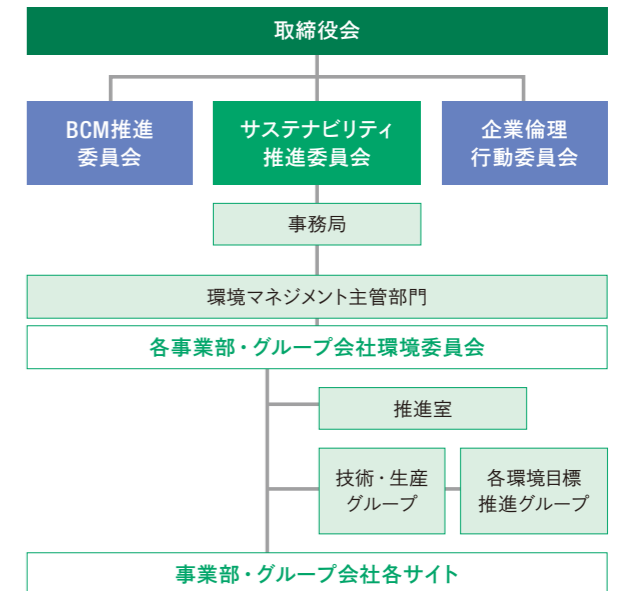 取締役会
BCM推進
委員会
サステナビリティ
推進委員会
企業倫理
行動委員会
事務局
環境マネジメント主管部門
各事業部・グループ会社環境委員会
推進室
技術・生産
グループ
各環境目標
推進グループ
事業部・グループ会社各サイト